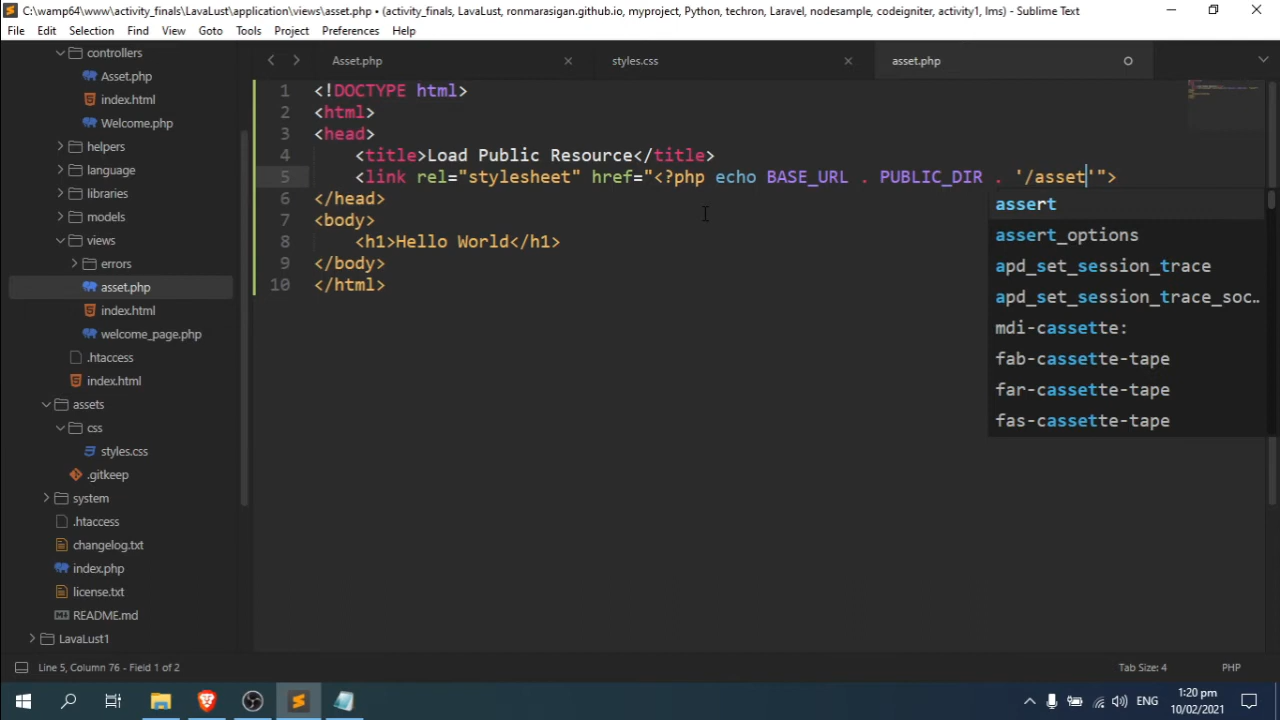 C:\wamp64\www\activity_finals\LavaLust\application\views\asset.php • (activity_finals, LavaLust, ronmarasigan.github.io, myproject, Python, techron, Laravel, nodesample, codeigniter, activity1, lms) - Sublime Text
File Edit Selection Find View Goto Tools Project Preferences Help
controllers
Asset.php
index.html
Welcome.php
helpers
language
libraries
models
views
errors
asset.php
index.html
welcome_page.php
.htaccess
index.html
assets
css
styles.css
.gitkeep
system
.htaccess
changelog.txt
index.php
license.txt
README.md
LavaLust1
Asset.php styles.css asset.php
1 <!DOCTYPE html>
2 <html>
3 <head>
4 <title>Load Public Resource</title>
5 <link rel="stylesheet" href="<?php echo BASE_URL . PUBLIC_DIR . '/asset'">
6 </head>
7 <body>
8 <h1>Hello World</h1>
9 </body>
10 </html>
assert
assert_options
apd_set_session_trace
apd_set_session_trace_soc..
mdi-cassette:
fab-cassette-tape
far-cassette-tape
fas-cassette-tape
Line 5, Column 76 - Field 1 of 2 Tab Size: 4 PHP
ENG 1:20 pm
10/02/2021